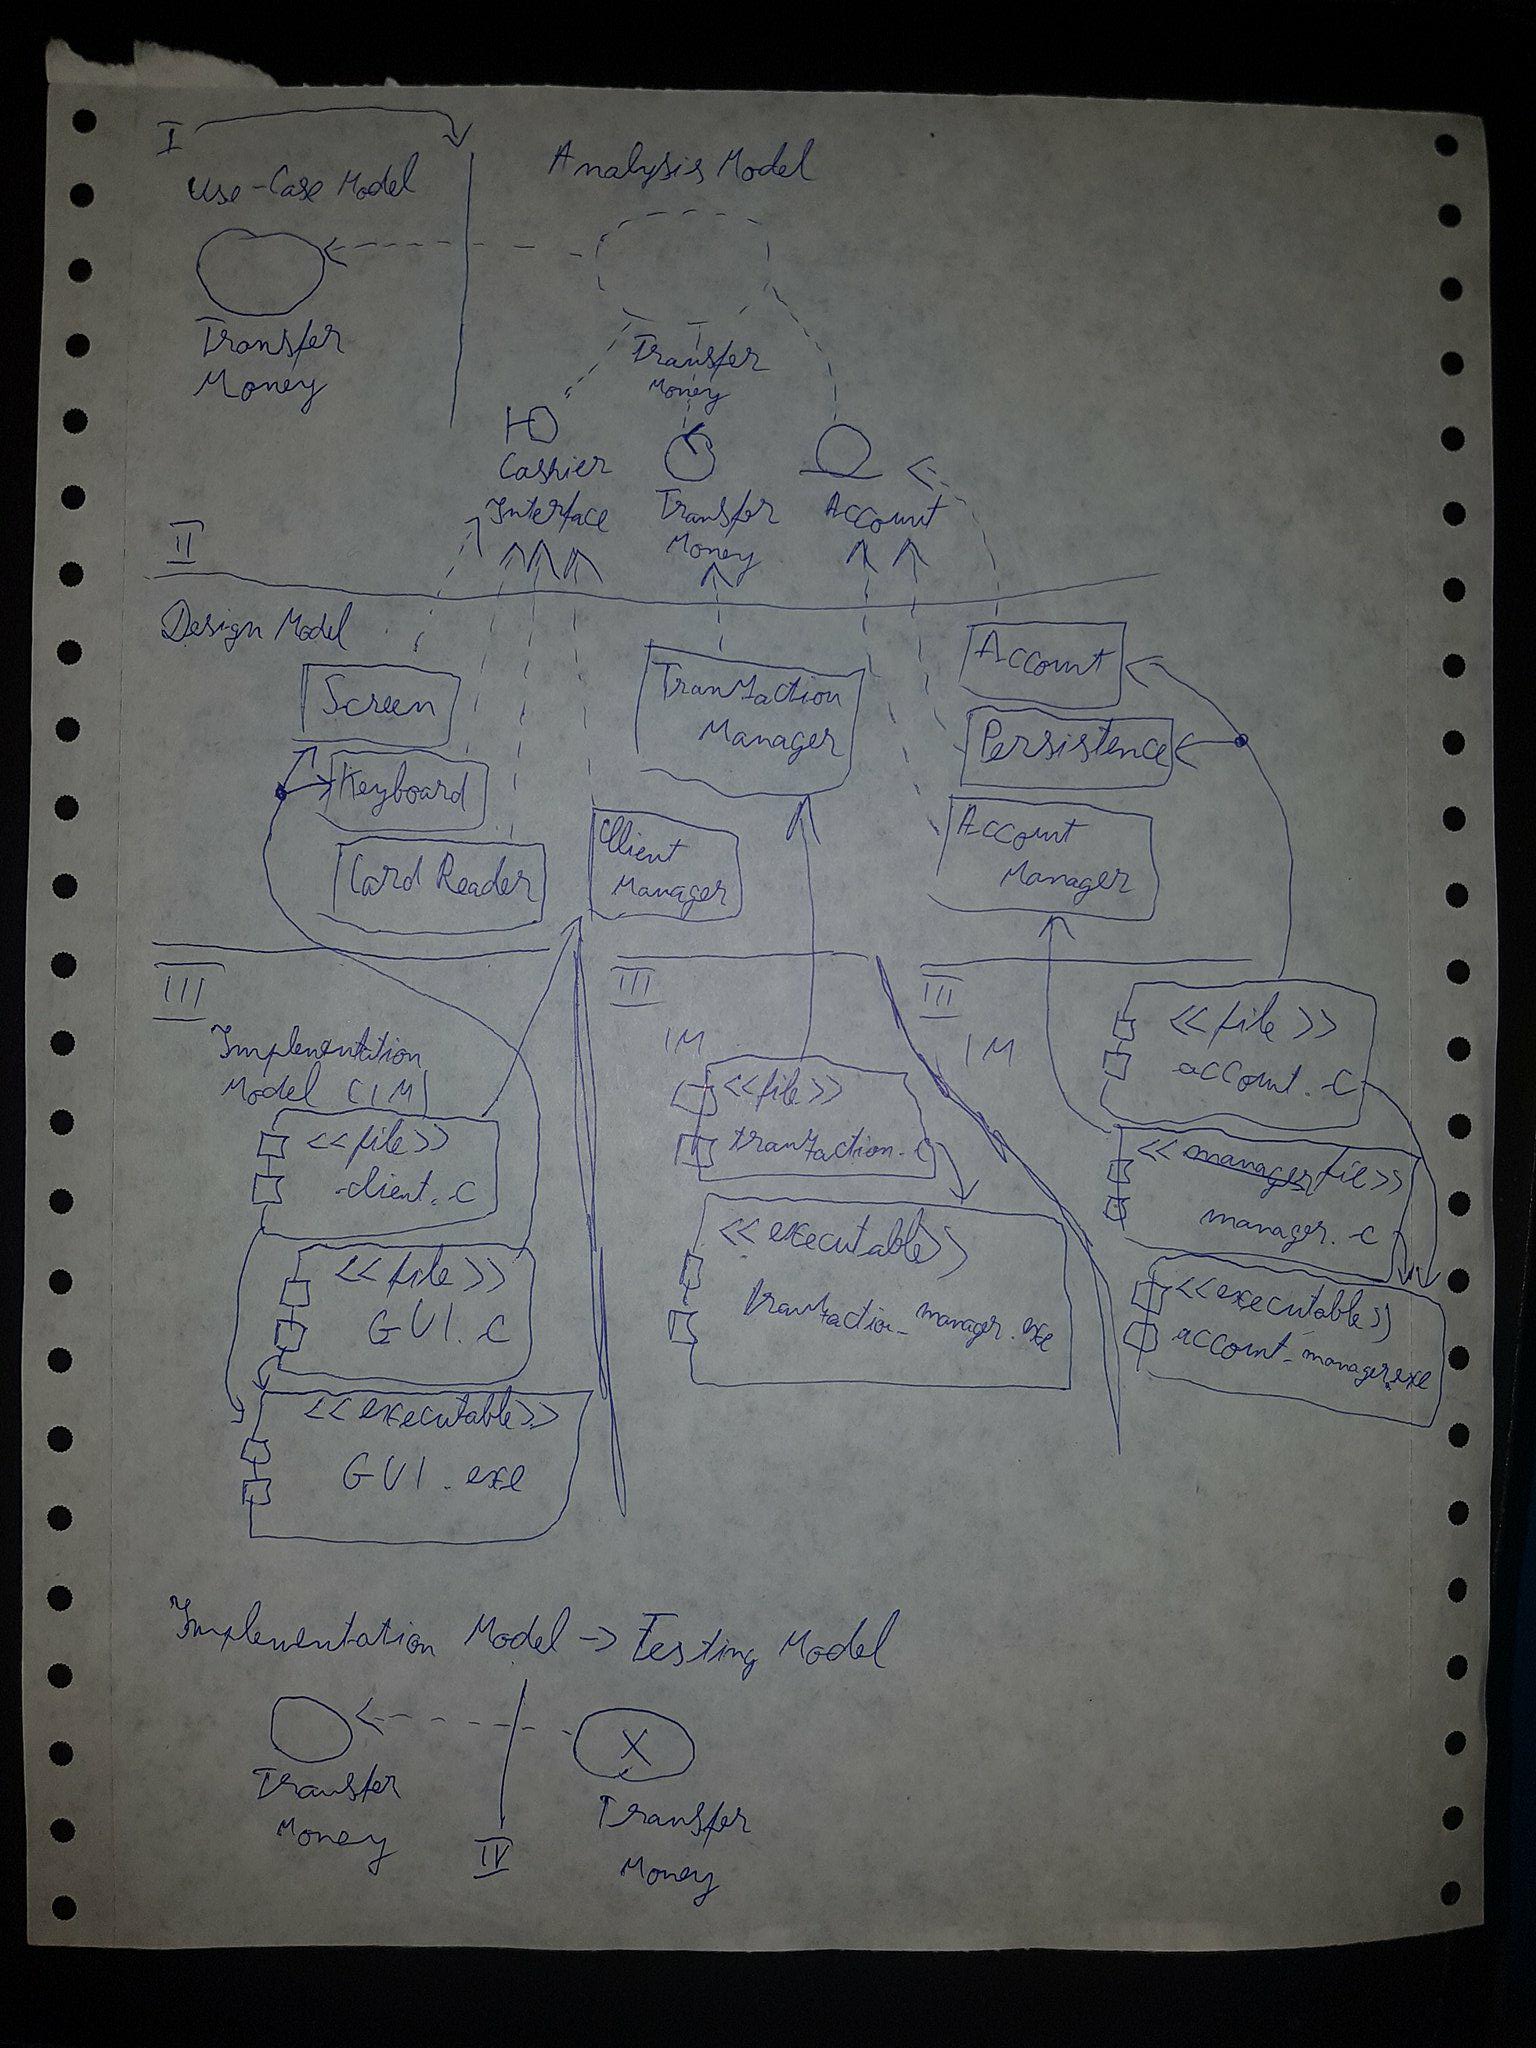 I
Use-Case Model
Analysis Model
Transfer
Money
Transfer
Money
Cashier
Interface
Transfer
Money
Account
II
Design Model
Screen
Keyboard
Card Reader
Client
Manager
Transaction
Manager
Account
Persistence
Account
Manager
III
Implementation
Model (IM)
<<file>>
client.c
<<file>>
GUI.c
<<executable>>
GUI.exe
III
IM
<<file>>
transaction.c
<<executable>>
transaction_manager.exe
III
IM
<<file>>
account.c
<<manager file>>
manager.c
<<executable>>
account_manager.exe
Implementation Model -> Testing Model
Transfer
Money
IV
X
Transfer
Money